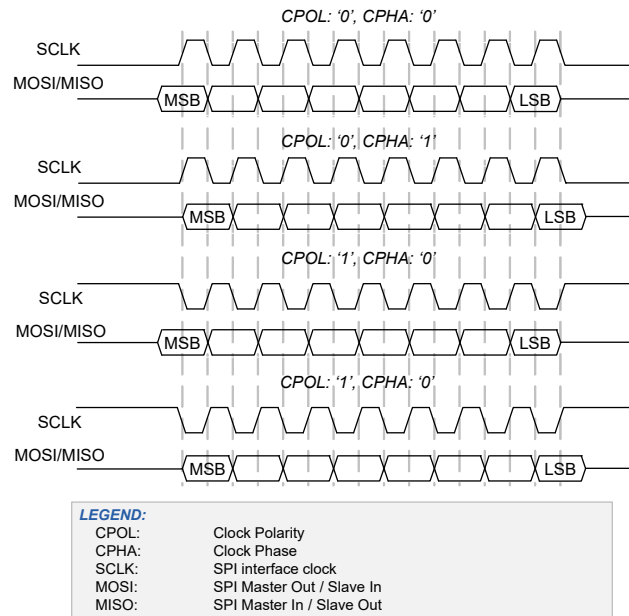 CPOL: ‘0’, CPHA: ‘0’
SCLK
MOSI/MISO
MSB LSB
CPOL: ‘0’, CPHA: ‘1’
SCLK
MOSI/MISO
MSB LSB
CPOL: ‘1’, CPHA: ‘0’
SCLK
MOSI/MISO
MSB LSB
CPOL: ‘1’, CPHA: ‘0’
SCLK
MOSI/MISO
MSB LSB
LEGEND:
CPOL: Clock Polarity
CPHA: Clock Phase
SCLK: SPI interface clock
MOSI: SPI Master Out / Slave In
MISO: SPI Master In / Slave Out